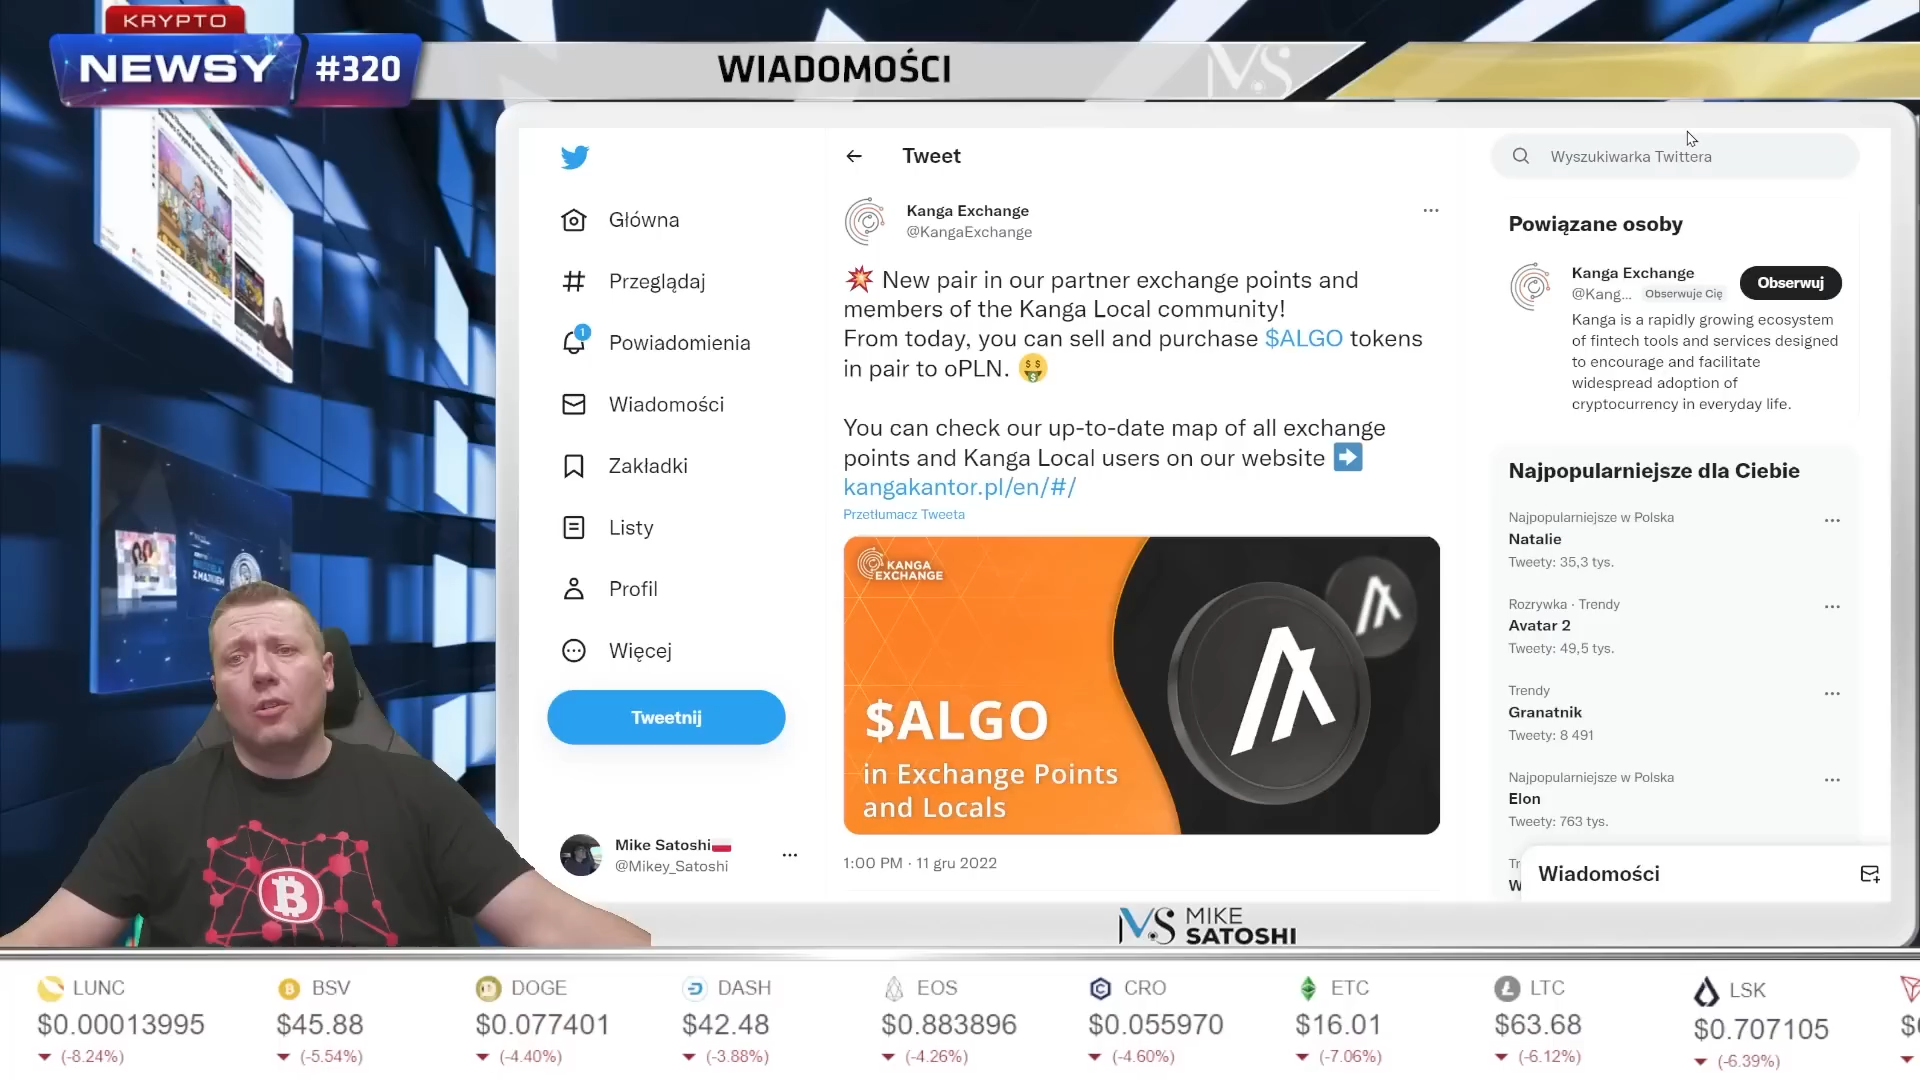 KRYPTO
NEWSY #320
WIADOMOŚCI
Tweet
Wyszukiwarka Twittera
Główna
Przeglądaj
1
Powiadomienia
Wiadomości
Zakładki
Listy
Profil
Więcej
Tweetnij
Mike Satoshi
@Mikey_Satoshi
Kanga Exchange
@KangaExchange
💥 New pair in our partner exchange points and
members of the Kanga Local community!
From today, you can sell and purchase $ALGO tokens
in pair to oPLN. 🤑
You can check our up-to-date map of all exchange
points and Kanga Local users on our website ➡️
kangakantor.pl/en/#/
Przetłumacz Tweeta
KANGA
EXCHANGE
$ALGO
in Exchange Points
and Locals
1:00 PM · 11 gru 2022
Powiązane osoby
Kanga Exchange
@Kang... Obserwuje Cię
Obserwuj
Kanga is a rapidly growing ecosystem
of fintech tools and services designed
to encourage and facilitate
widespread adoption of
cryptocurrency in everyday life.
Najpopularniejsze dla Ciebie
Najpopularniejsze w Polska
Natalie
Tweety: 35,3 tys.
Rozrywka · Trendy
Avatar 2
Tweety: 49,5 tys.
Trendy
Granatnik
Tweety: 8 491
Najpopularniejsze w Polska
Elon
Tweety: 763 tys.
Wiadomości
MS MIKE
SATOSHI
LUNC BSV DOGE DASH EOS CRO ETC LTC LSK
$0.00013995 $45.88 $0.077401 $42.48 $0.883896 $0.055970 $16.01 $63.68 $0.707105
(-8.24%) (-5.54%) (-4.40%) (-3.88%) (-4.26%) (-4.60%) (-7.06%) (-6.12%) (-6.39%)